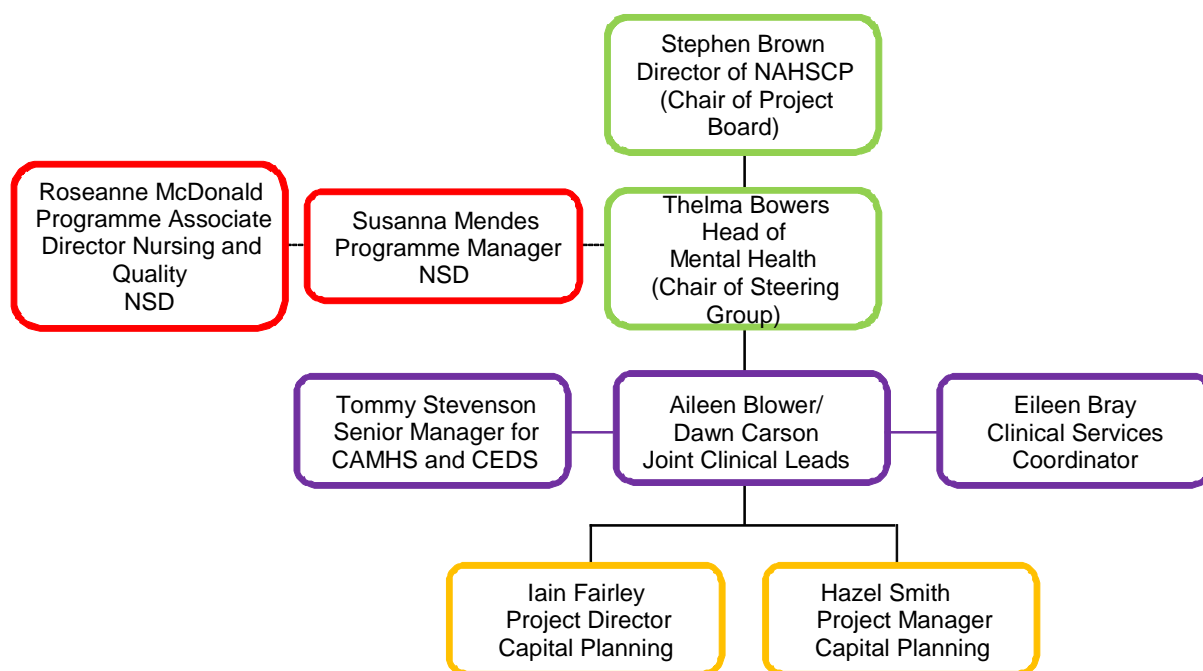 Stephen Brown
Director of NAHSCP
(Chair of Project
Board)
Roseanne McDonald
Programme Associate
Director Nursing and
Quality
NSD
Susanna Mendes
Programme Manager
NSD
Thelma Bowers
Head of
Mental Health
(Chair of Steering
Group)
Tommy Stevenson
Senior Manager for
CAMHS and CEDS
Aileen Blower/
Dawn Carson
Joint Clinical Leads
Eileen Bray
Clinical Services
Coordinator
Iain Fairley
Project Director
Capital Planning
Hazel Smith
Project Manager
Capital Planning